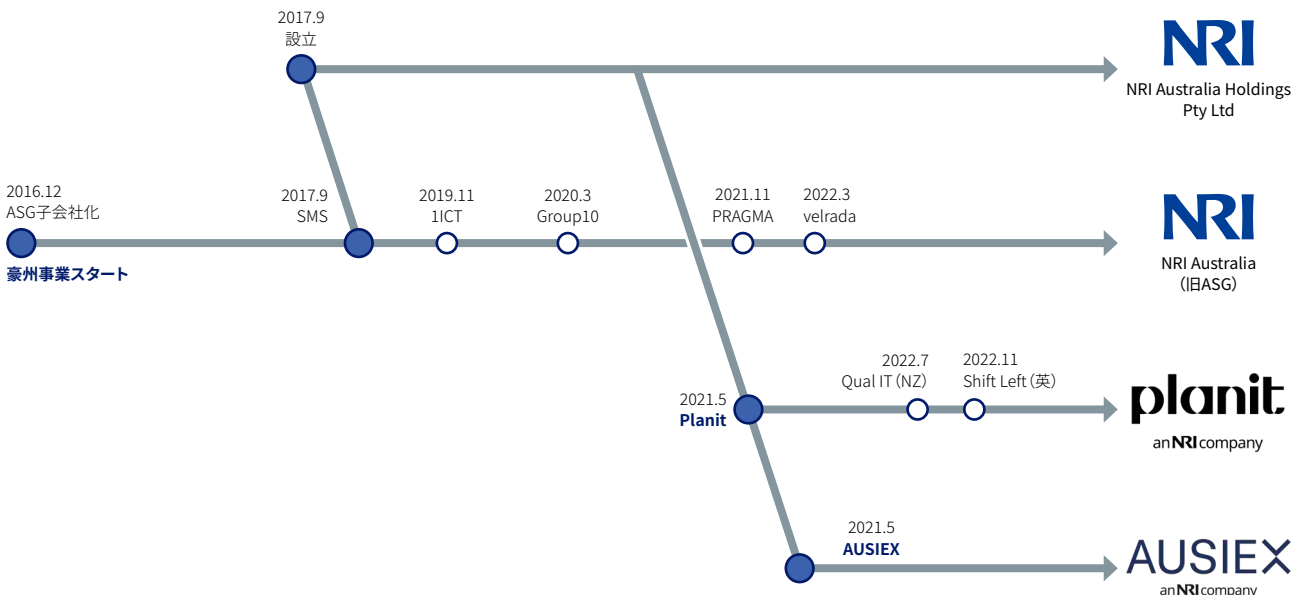 2017.9
設立
NRI
NRI Australia Holdings
Pty Ltd
2016.12
ASG子会社化
豪州事業スタート
2017.9
SMS
2019.11
1ICT
2020.3
Group10
2021.11
PRAGMA
2022.3
velrada
NRI
NRI Australia
（旧ASG）
2021.5
Planit
2022.7
Qual IT（NZ）
2022.11
Shift Left（英）
planit
an NRI company
2021.5
AUSIEX
AUSIEX
an NRI company